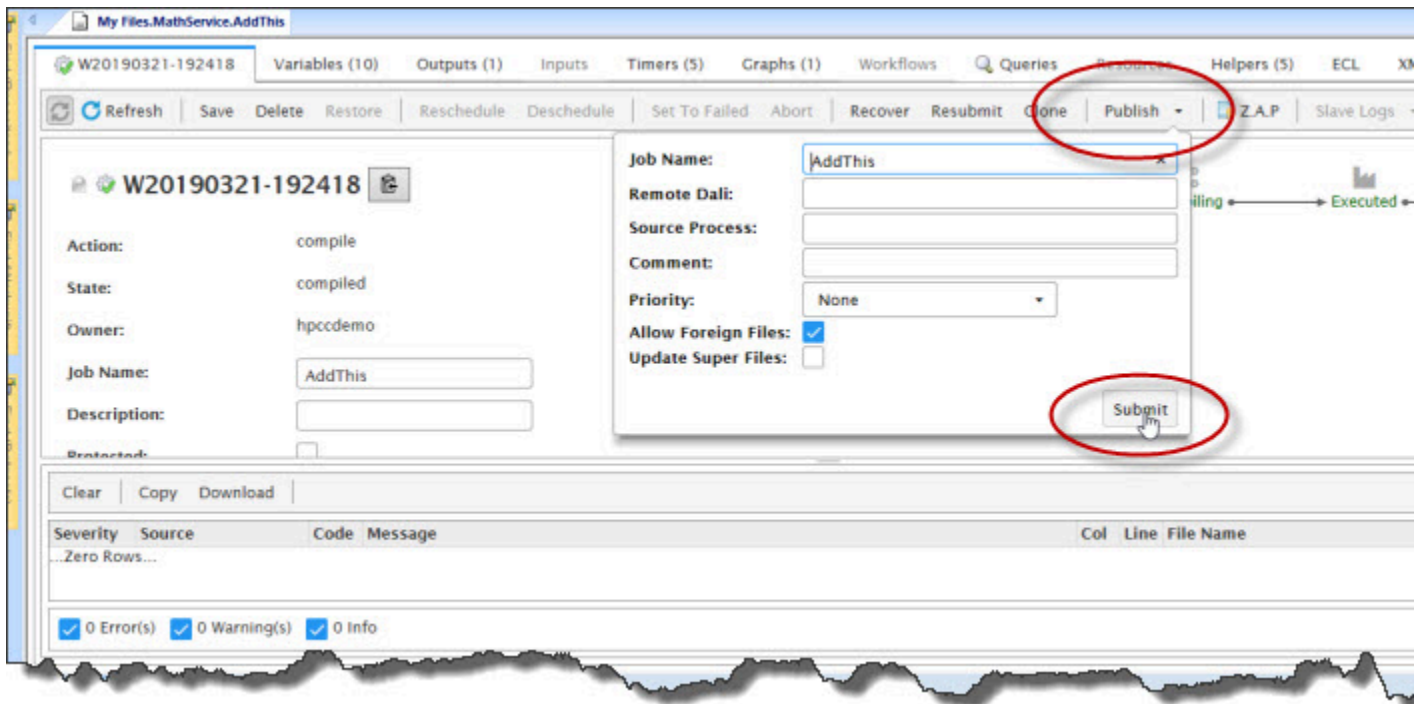 My Files.MathService.AddThis
W20190321-192418 Variables (10) Outputs (1) Inputs Timers (5) Graphs (1) Workflows Queries Resources Helpers (5) ECL
Refresh Save Delete Restore Reschedule Deschedule Set To Failed Abort Recover Resubmit Clone Publish Z.A.P Slave Logs
W20190321-192418
Action: compile
State: compiled
Owner: hpccdemo
Job Name: AddThis
Description:
Protected:
Job Name: AddThis
Remote Dali:
Source Process:
Comment:
Priority: None
Allow Foreign Files:
Update Super Files:
Submit
iling Executed
Clear Copy Download
Severity Source Code Message Col Line File Name
...Zero Rows...
0 Error(s) 0 Warning(s) 0 Info